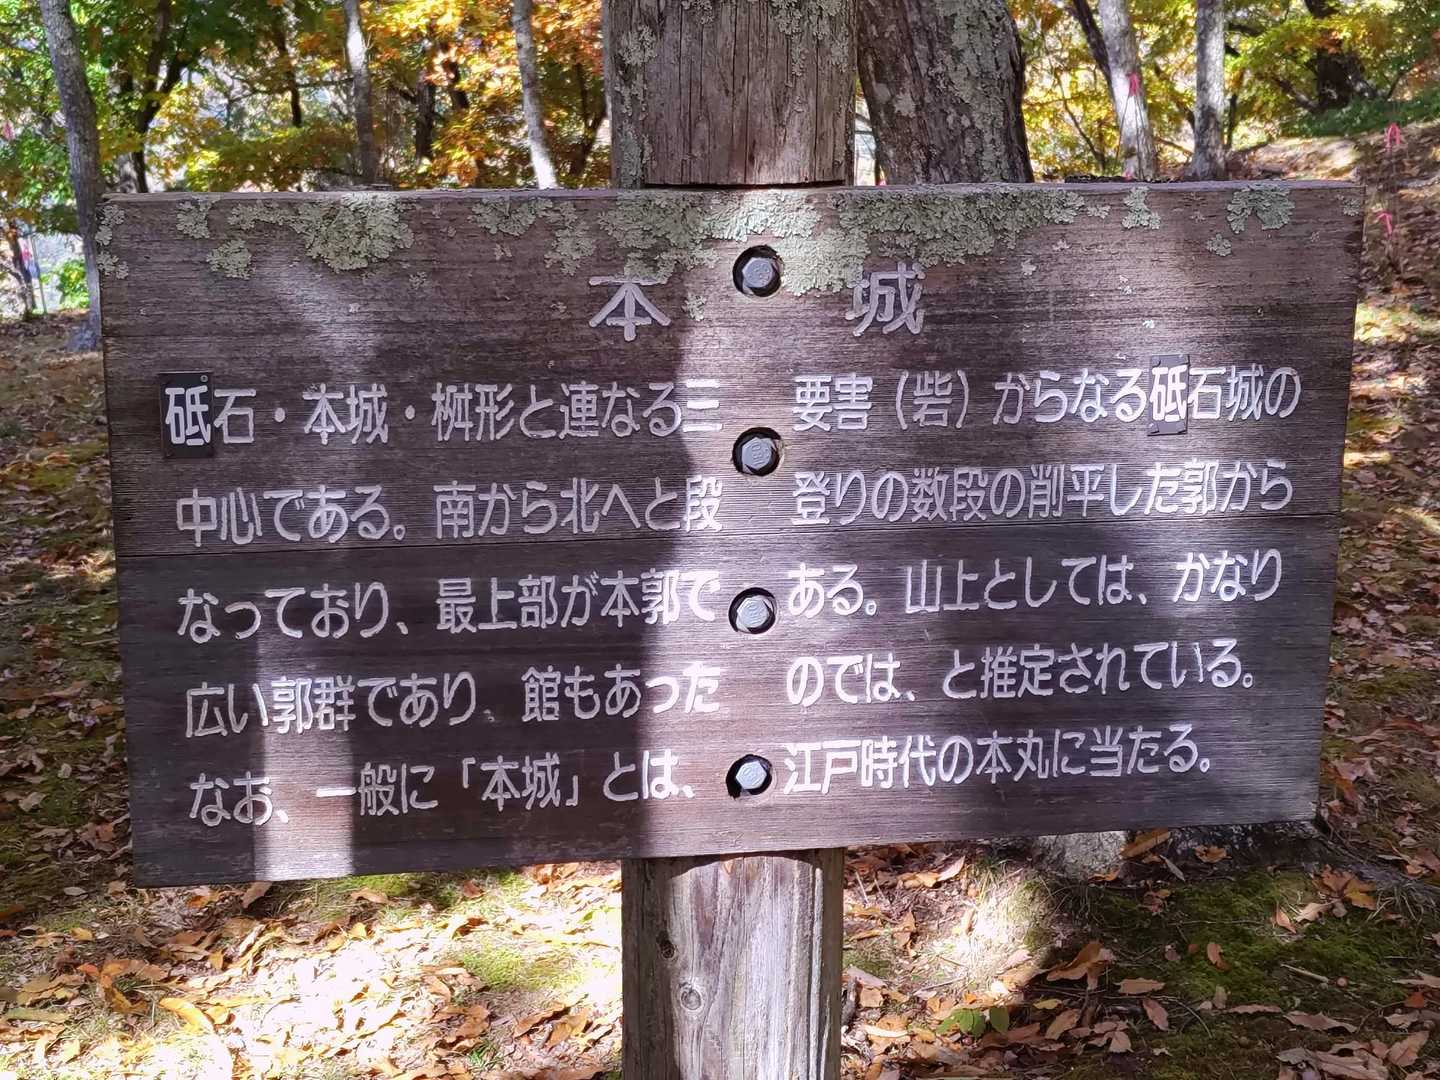 本城
砥石・本城・桝形と連なる三要害（砦）からなる砥石城の
中心である。南から北へと段登りの数段の削平した郭から
なっており、最上部が本郭である。山上としては、かなり
広い郭群であり、館もあったのでは、と推定されている。
なお、一般に「本城」とは、江戸時代の本丸に当たる。